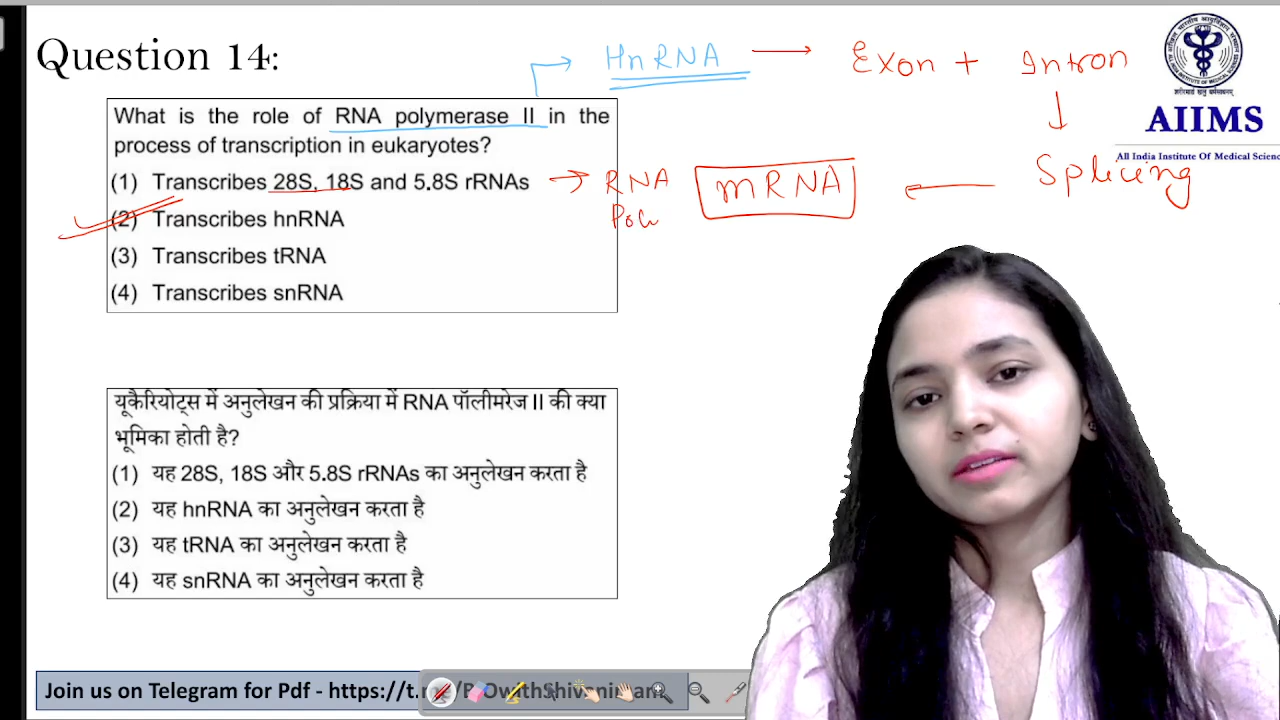 Question 14:
HnRNA → Exon + Intron
What is the role of RNA polymerase II in the
process of transcription in eukaryotes?
(1) Transcribes 28S, 18S and 5.8S rRNAs → RNA
Pol
mRNA ← Splicing
(2) Transcribes hnRNA
(3) Transcribes tRNA
(4) Transcribes snRNA
AIIMS
All India Institute Of Medical Scienc
यूकैरियोट्स में अनुलेखन की प्रक्रिया में RNA पॉलीमरेज II की क्या
भूमिका होती है?
(1) यह 28S, 18S और 5.8S rRNAs का अनुलेखन करता है
(2) यह hnRNA का अनुलेखन करता है
(3) यह tRNA का अनुलेखन करता है
(4) यह snRNA का अनुलेखन करता है
Join us on Telegram for Pdf - https://t.